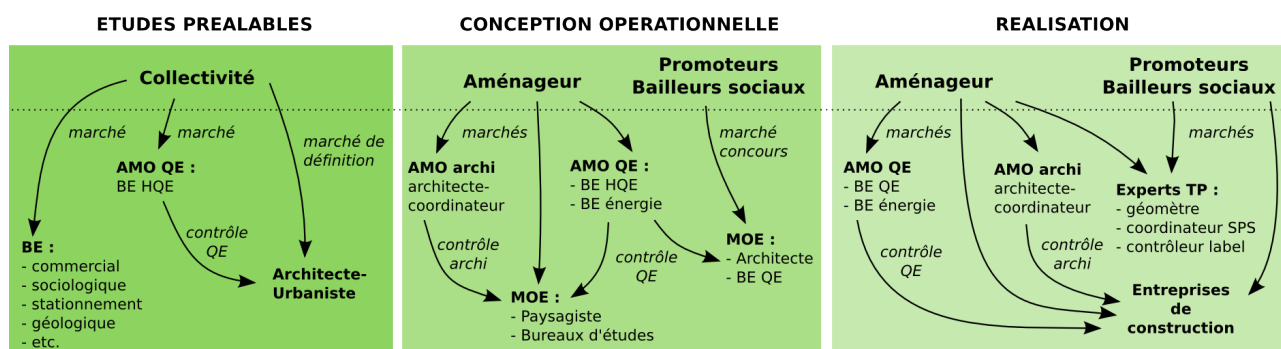 ETUDES PREALABLES
Collectivité
marché
marché
marché de
définition
AMO QE :
BE HQE
contrôle
QE
BE :
- commercial
- sociologique
- stationnement
- géologique
- etc.
Architecte-
Urbaniste
CONCEPTION OPERATIONNELLE
Aménageur
Promoteurs
Bailleurs sociaux
marchés
marché
concours
AMO archi
architecte-
coordinateur
AMO QE :
- BE HQE
- BE énergie
contrôle
archi
contrôle
QE
MOE :
- Architecte
- BE QE
MOE :
- Paysagiste
- Bureaux d'études
REALISATION
Aménageur
Promoteurs
Bailleurs sociaux
marchés
marchés
AMO QE
- BE QE
- BE énergie
AMO archi
architecte-
coordinateur
Experts TP :
- géomètre
- coordinateur SPS
- contrôleur label
contrôle
QE
contrôle
archi
Entreprises
de
construction